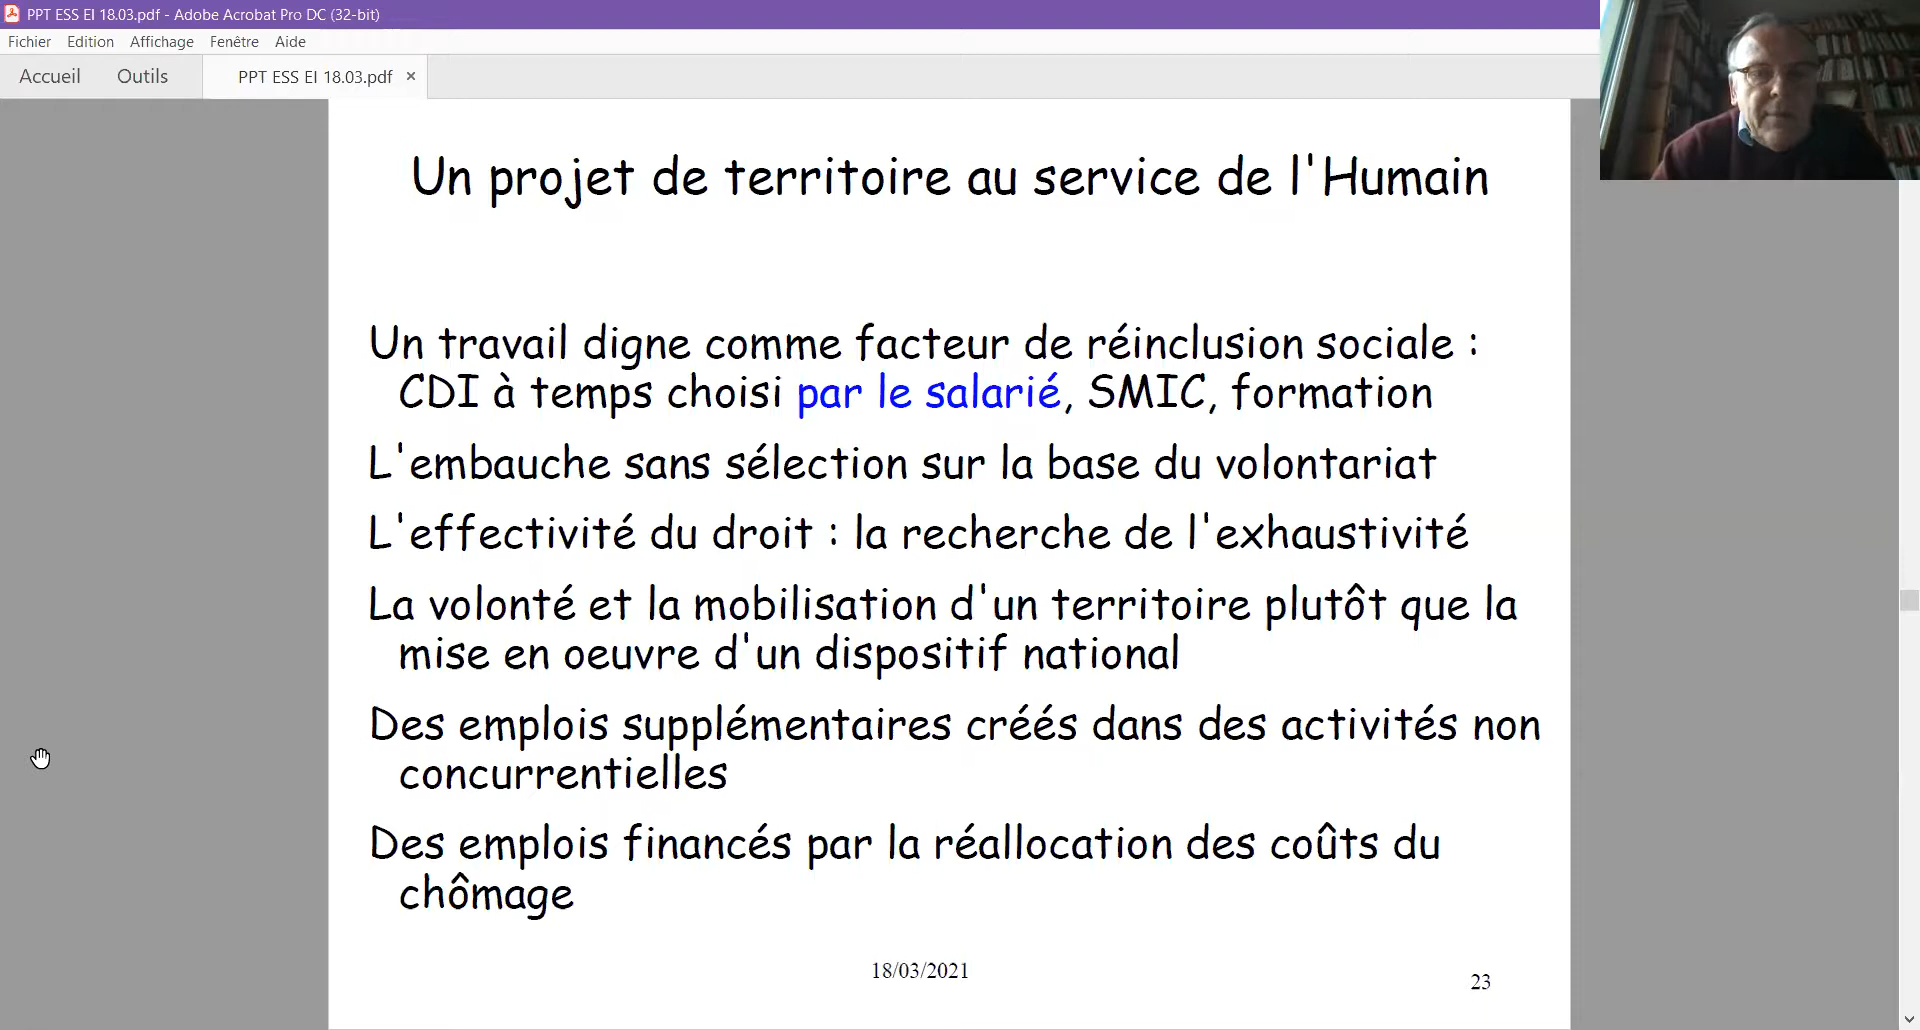 PPT ESS EI 18.03.pdf - Adobe Acrobat Pro DC (32-bit)
Fichier Edition Affichage Fenêtre Aide
Accueil Outils PPT ESS EI 18.03.pdf ×
Un projet de territoire au service de l'Humain
Un travail digne comme facteur de réinclusion sociale :
CDI à temps choisi par le salarié, SMIC, formation
L'embauche sans sélection sur la base du volontariat
L'effectivité du droit : la recherche de l'exhaustivité
La volonté et la mobilisation d'un territoire plutôt que la
mise en oeuvre d'un dispositif national
Des emplois supplémentaires créés dans des activités non
concurrentielles
Des emplois financés par la réallocation des coûts du
chômage
18/03/2021
23